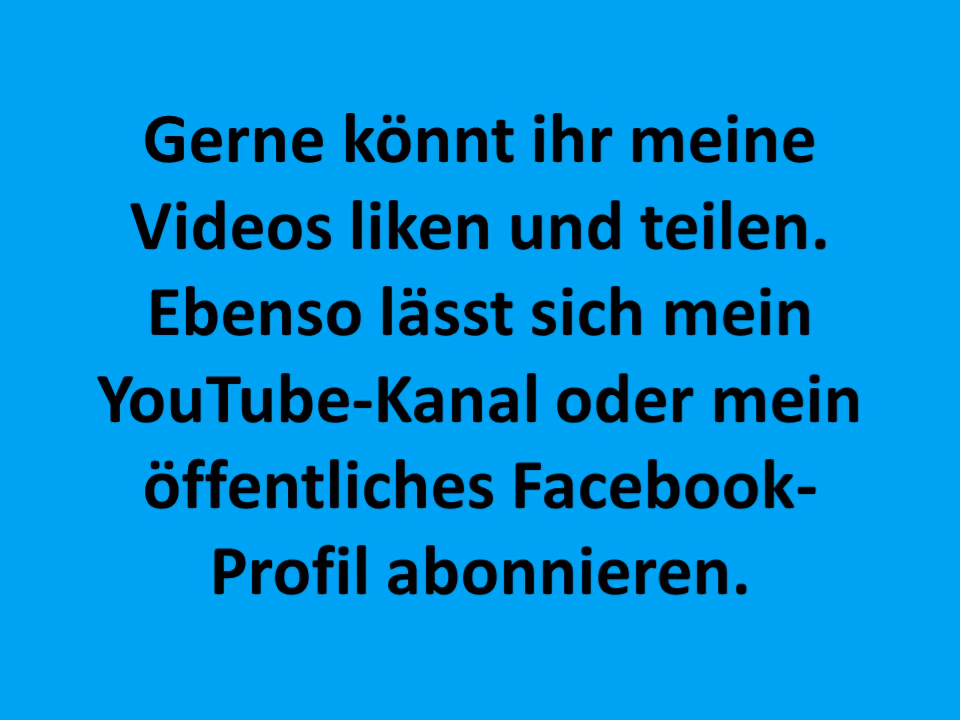 Gerne könnt ihr meine
Videos liken und teilen.
Ebenso lässt sich mein
YouTube-Kanal oder mein
öffentliches Facebook-
Profil abonnieren.